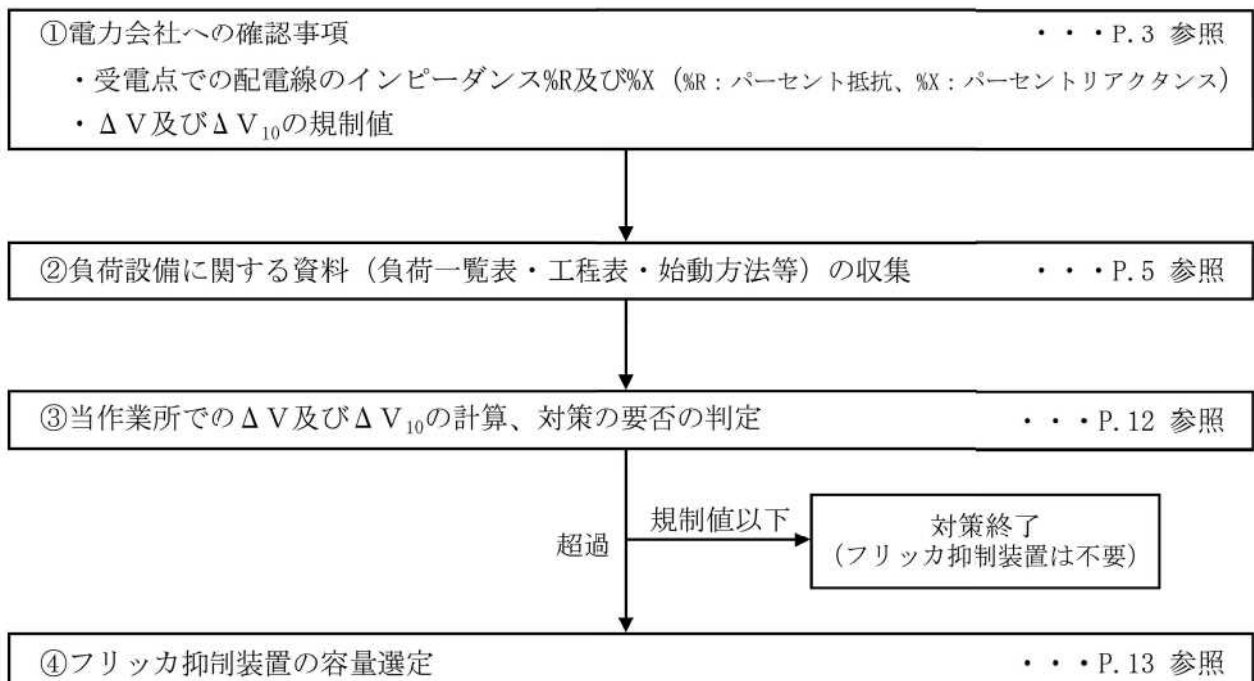 ①電力会社への確認事項 ・・・P.3 参照
・受電点での配電線のインピーダンス%R及び%X（%R：パーセント抵抗、%X：パーセントリアクタンス）
・ΔV及びΔV₁₀の規制値
②負荷設備に関する資料（負荷一覧表・工程表・始動方法等）の収集 ・・・P.5 参照
③当作業所でのΔV及びΔV₁₀の計算、対策の要否の判定 ・・・P.12 参照
規制値以下
超過
対策終了
（フリッカ抑制装置は不要）
④フリッカ抑制装置の容量選定 ・・・P.13 参照